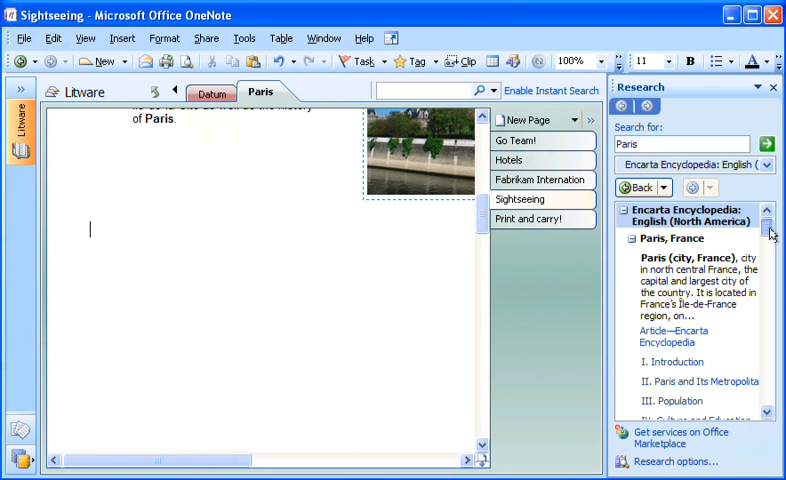 Sightseeing - Microsoft Office OneNote
File Edit View Insert Format Share Tools Table Window Help
New Task Tag Clip 100% 11 B A
Litware Datum Paris Enable Instant Search
Litware
of Paris.
New Page
Go Team!
Hotels
Fabrikam Internation
Sightseeing
Print and carry!
Research
Search for:
Paris
Encarta Encyclopedia: English (
Back
Encarta Encyclopedia:
English (North America)
Paris, France
Paris (city, France), city
in north central France, the
capital and largest city of
the country. It is located in
France's Île-de-France
region, on...
Article—Encarta
Encyclopedia
I. Introduction
II. Paris and Its Metropolita
III. Population
IV. Culture and Education
Get services on Office
Marketplace
Research options...